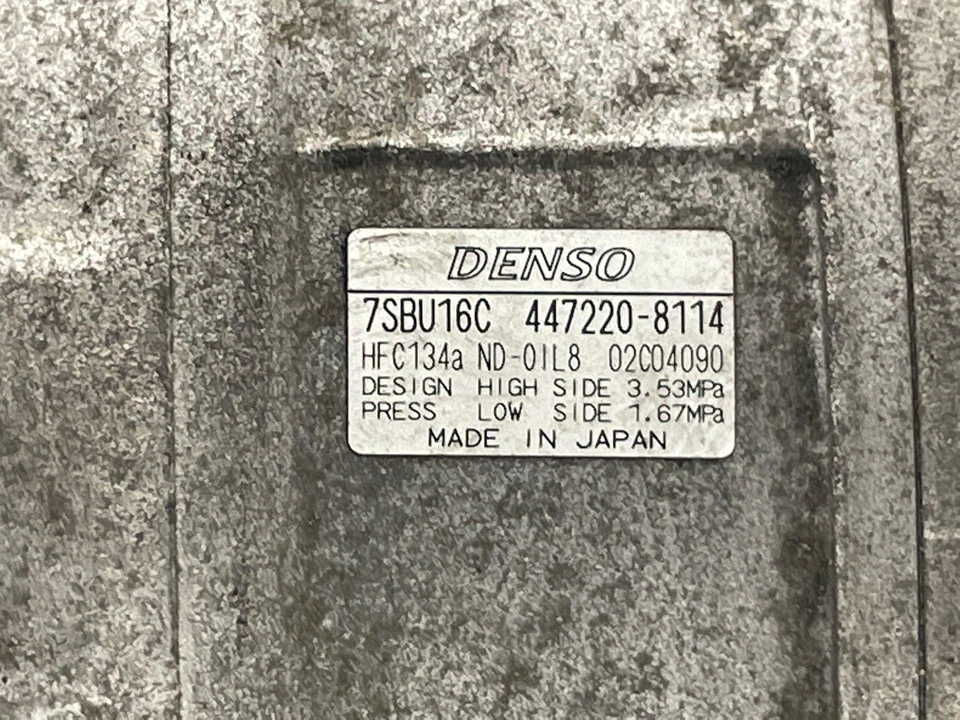 DENSO
7SBU16C 447220-8114
HFC134a ND-OIL8 02C04090
DESIGN HIGH SIDE 3.53MPa
PRESS LOW SIDE 1.67MPa
MADE IN JAPAN